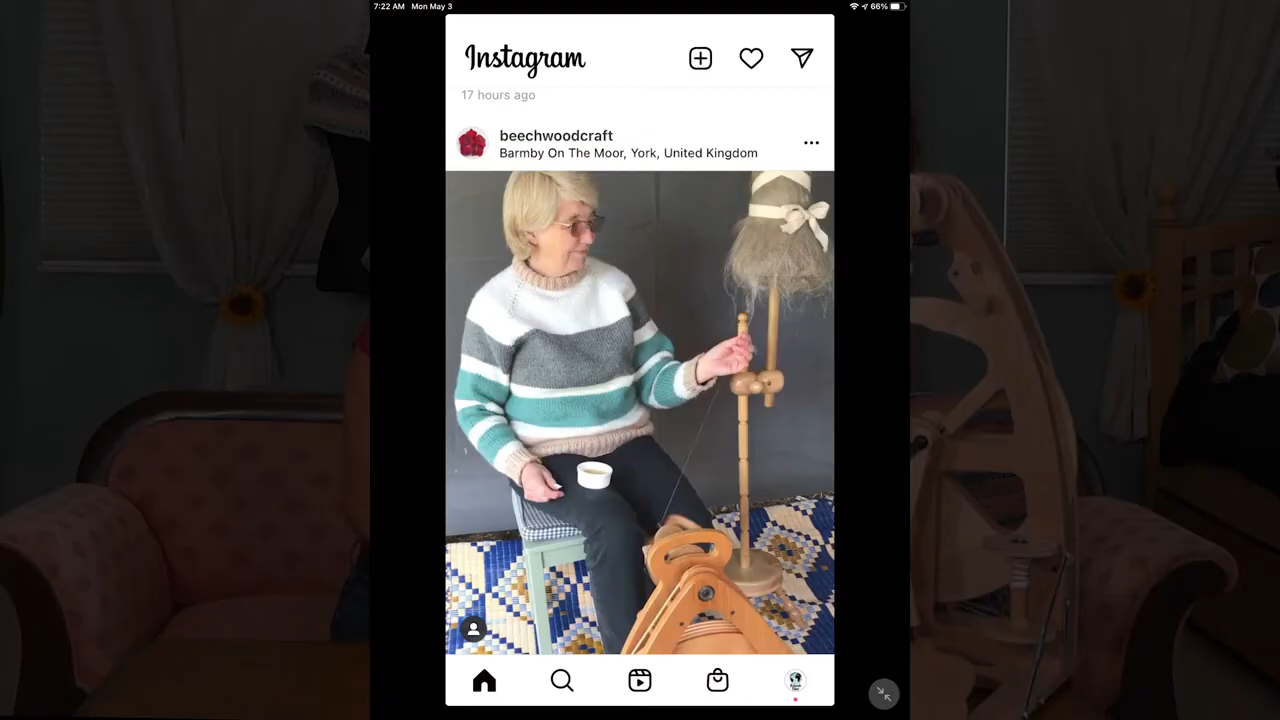 7:22 AM Mon May 3
66%
Instagram
17 hours ago
beechwoodcraft
Barmby On The Moor, York, United Kingdom